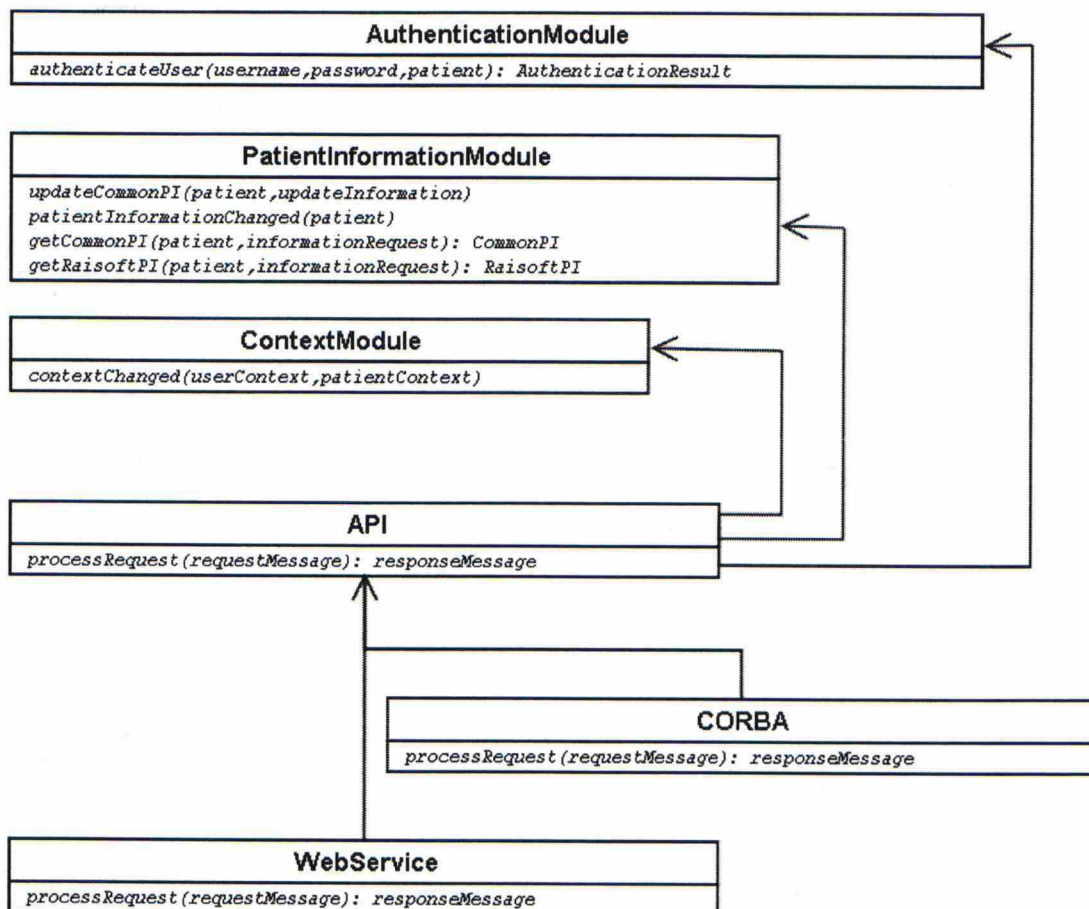 AuthenticationModule
authenticateUser(username,password,patient): AuthenticationResult
PatientInformationModule
updateCommonPI(patient,updateInformation)
patientInformationChanged(patient)
getCommonPI(patient,informationRequest): CommonPI
getRaisoftPI(patient,informationRequest): RaisoftPI
ContextModule
contextChanged(userContext,patientContext)
API
processRequest(requestMessage): responseMessage
CORBA
processRequest(requestMessage): responseMessage
WebService
processRequest(requestMessage): responseMessage